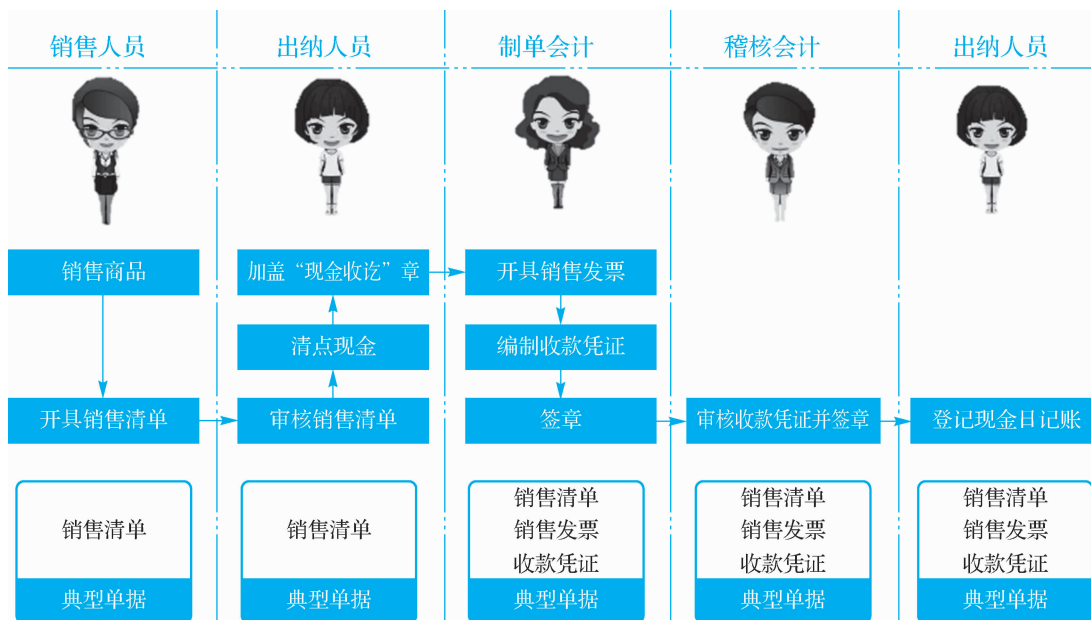 销售人员
出纳人员
制单会计
稽核会计
出纳人员
销售商品
加盖“现金收讫”章
开具销售发票
清点现金
编制收款凭证
开具销售清单
审核销售清单
签章
审核收款凭证并签章
登记现金日记账
销售清单
典型单据
销售清单
典型单据
销售清单
销售发票
收款凭证
典型单据
销售清单
销售发票
收款凭证
典型单据
销售清单
销售发票
收款凭证
典型单据